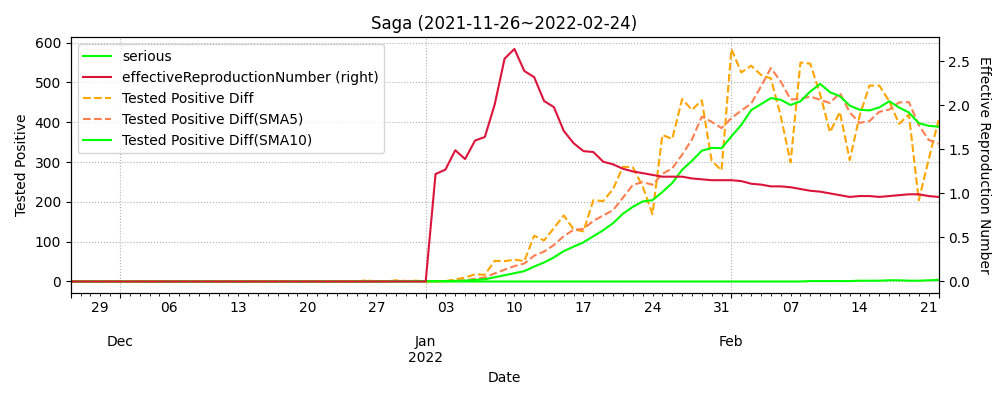 Saga (2021-11-26~2022-02-24)
serious
effectiveReproductionNumber (right)
Tested Positive Diff
Tested Positive Diff(SMA5)
Tested Positive Diff(SMA10)
Tested Positive
600
500
400
300
200
100
0
Effective Reproduction Number
2.5
2.0
1.5
1.0
0.5
0.0
29 06 13 20 27 03 10 17 24 31 07 14 21
Dec Jan Feb
2022
Date